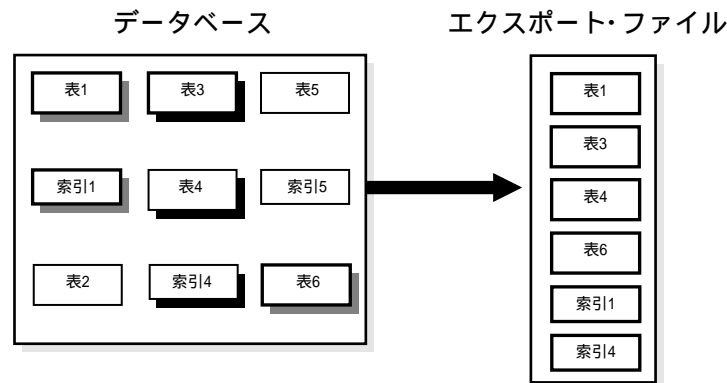 データベース
エクスポート・ファイル
表1
表3
表5
索引1
表4
索引5
表2
索引4
表6
表1
表3
表4
表6
索引1
索引4